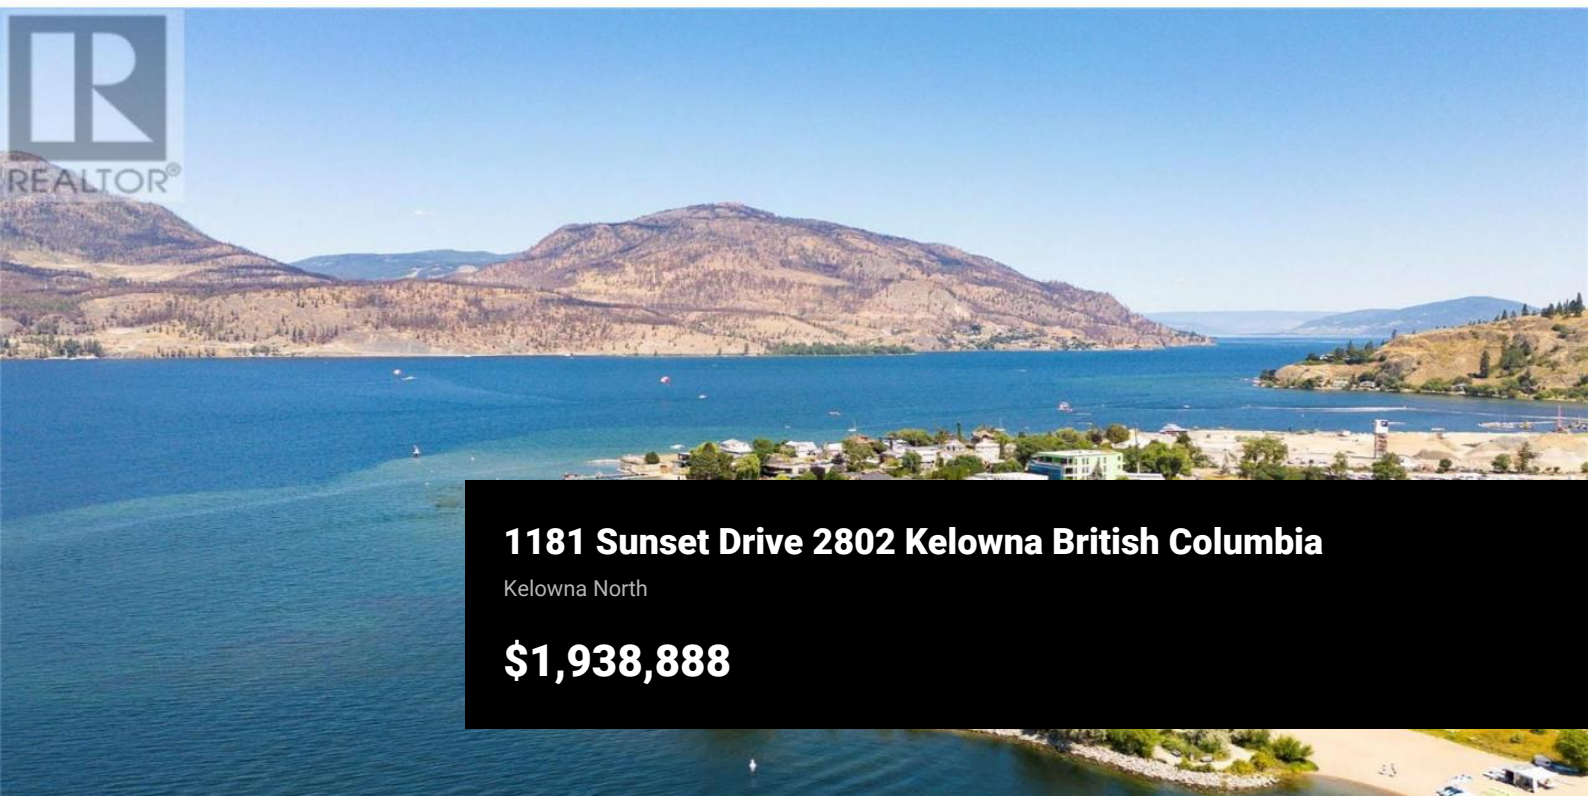 R
REALTOR®
1181 Sunset Drive 2802 Kelowna British Columbia
Kelowna North
$1,938,888